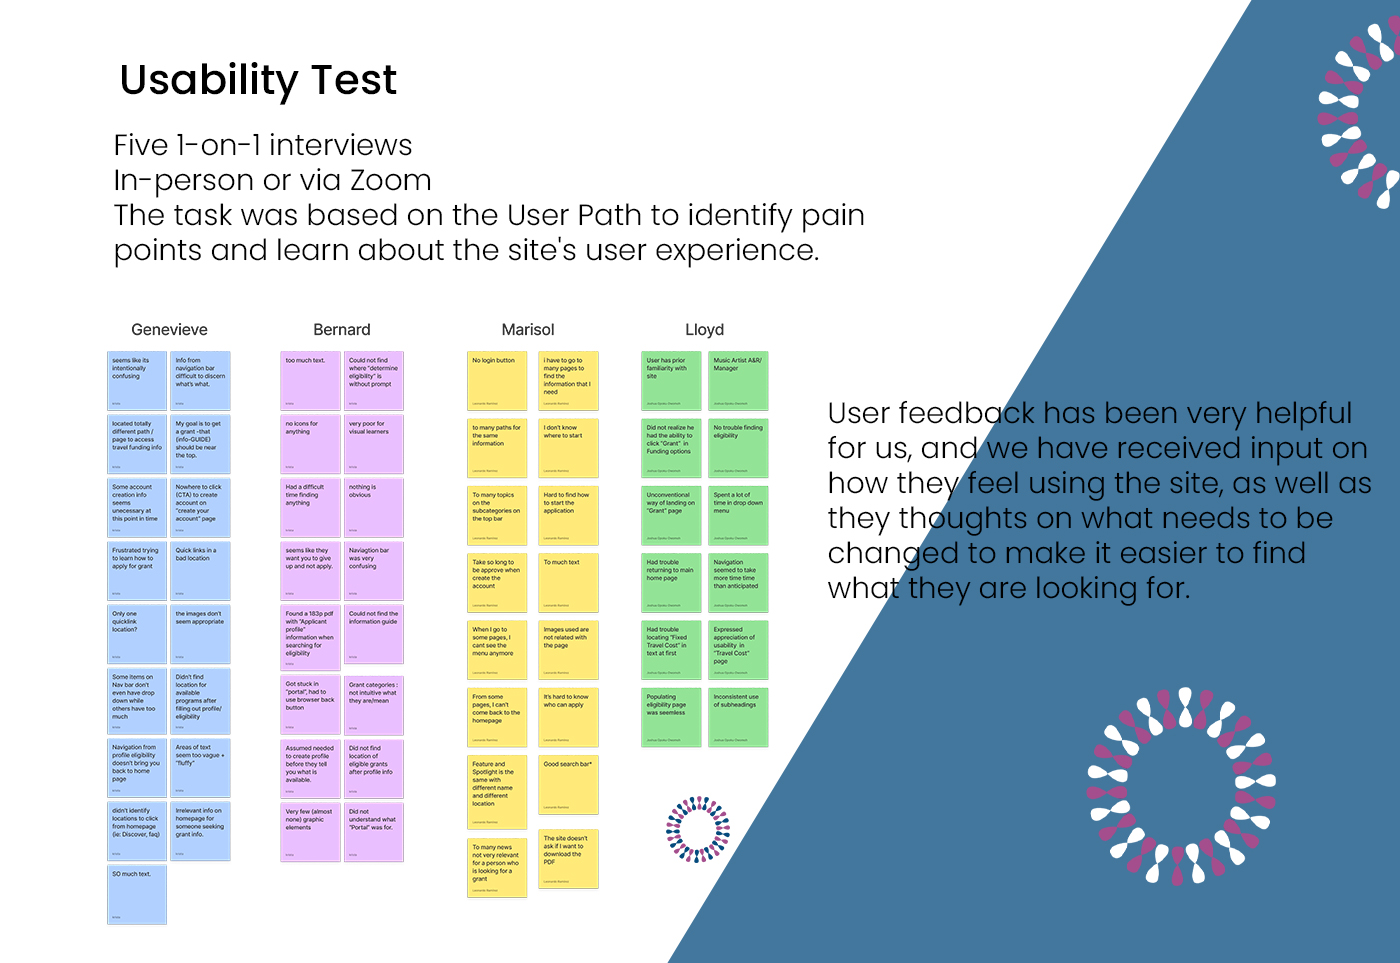 Usability Test
Five 1-on-1 interviews
In-person or via Zoom
The task was based on the User Path to identify pain
points and learn about the site's user experience.
Genevieve
seems like its
intentionally
confusing
Info from
navigation bar
difficult to discern
what's what.
located totally
different path /
page to access
travel funding info
My goal is to get
a grant -that
(info-GUIDE)
should be near
the top.
Some account
creation info
seems
unecessary at
this point in time
Nowhere to click
(CTA) to create
account on
"create your
account" page
Frustrated trying
to learn how to
apply for grant
Quick links in a
bad location
Only one
quicklink
location?
the images don't
seem appropriate
Some items on
Nav bar don't
even have drop
down while
others have too
much
Didn't find
location for
available
programs after
filling out profile/
eligibility
Navigation from
profile eligibility
doesn't bring you
back to home
page
Areas of text
seem too vague +
"fluffy"
didn't identify
locations to click
from homepage
(ie: Discover, faq)
Irrelevant info on
homepage for
someone seeking
grant info.
SO much text.
Bernard
too much text.
Could not find
where "determine
eligibility" is
without prompt
no icons for
anything
very poor for
visual learners
Had a difficult
time finding
anything
nothing is
obvious
seems like they
want you to give
up and not apply.
Naviagtion bar
was very
confusing
Found a 183p pdf
with "Applicant
profile"
information when
searching for
eligibility
Could not find the
information guide
Got stuck in
"portal", had to
use browser back
button
Grant categories :
not intuitive what
they are/mean
Assumed needed
to create profile
before they tell
you what is
available.
Did not find
location of
eligible grants
after profile info
Very few (almost
none) graphic
elements
Did not
understand what
"Portal" was for.
Marisol
No login button
i have to go to
many pages to
find the
information that I
need
to many paths for
the same
information
I don't know
where to start
To many topics
on the
subcategories on
the top bar
Hard to find how
to start the
application
Take so long to
be approve when
create the
account
To much text
When I go to
some pages, I
cant see the
menu anymore
Images used are
not related with
the page
From some
pages, I can't
come back to the
homepage
It's hard to know
who can apply
Feature and
Spotlight is the
same with
different name
and different
location
Good search bar*
To many news
not very relevant
for a person who
is looking for a
grant
The site doesn't
ask if I want to
download the
PDF
Lloyd
User has prior
familiarity with
site
Music Artist A&R/
Manager
Did not realize he
had the ability to
click "Grant" in
Funding options
No trouble finding
eligibility
Unconventional
way of landing on
"Grant" page
Spent a lot of
time in drop down
menu
Had trouble
returning to main
home page
Navigation
seemed to take
more time time
than anticipated
Had trouble
locating "Fixed
Travel Cost" in
text at first
Expressed
appreciation of
usability in
"Travel Cost"
page
Populating
eligibility page
was seemless
Inconsistent use
of subheadings
User feedback has been very helpful
for us, and we have received input on
how they feel using the site, as well as
they thoughts on what needs to be
changed to make it easier to find
what they are looking for.